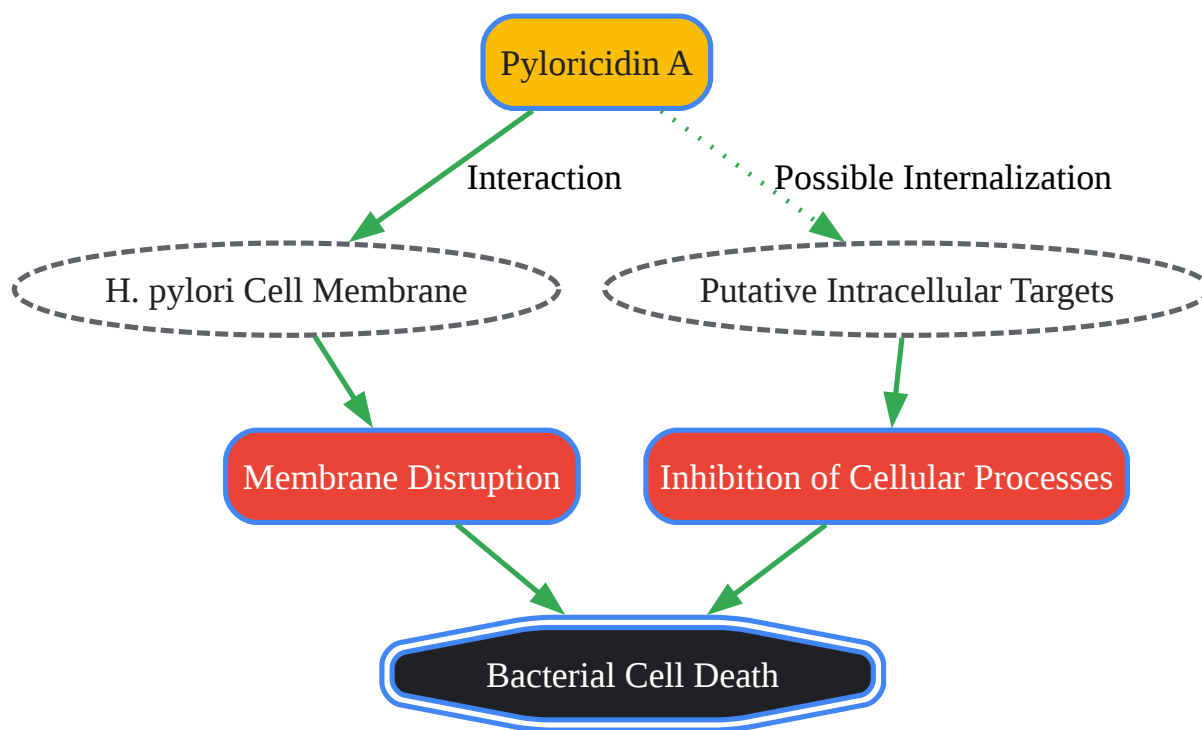 Pyloricidin A
Interaction
Possible Internalization
H. pylori Cell Membrane
Putative Intracellular Targets
Membrane Disruption
Inhibition of Cellular Processes
Bacterial Cell Death